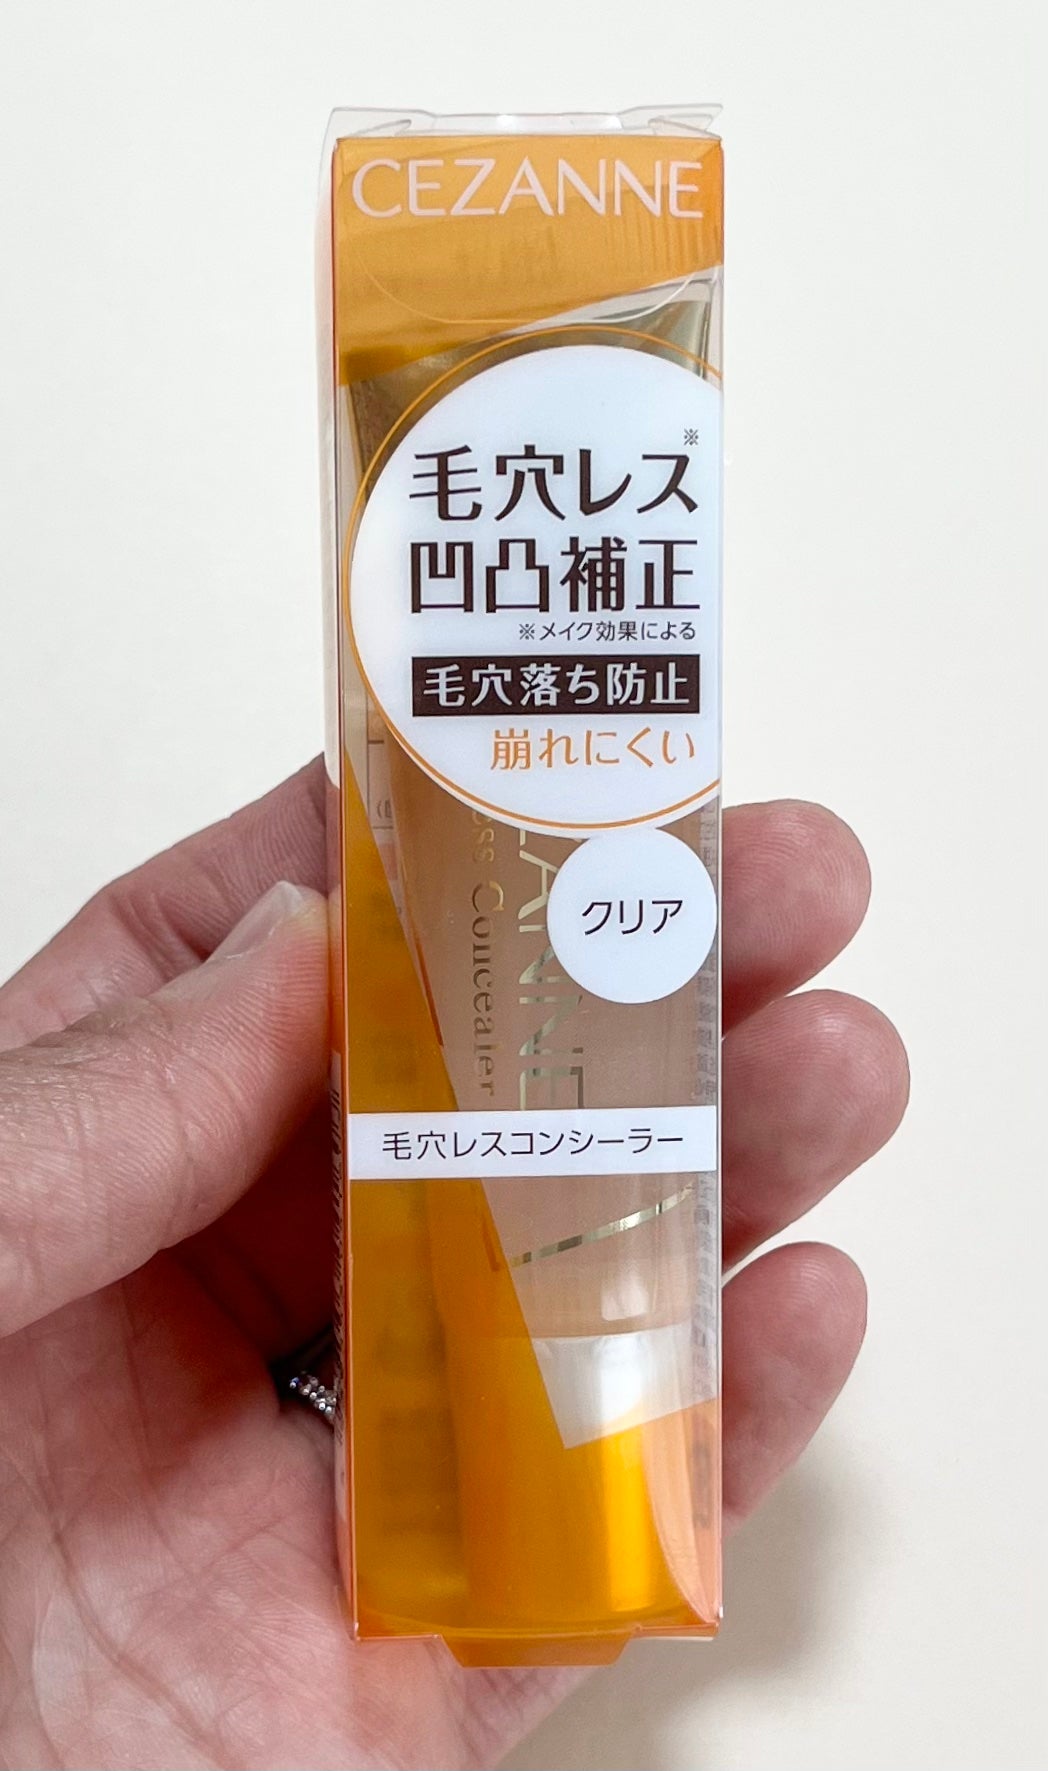 CEZANNE
毛穴レス※
凹凸補正
※メイク効果による
毛穴落ち防止
崩れにくい
クリア
Concealer
毛穴レスコンシーラー